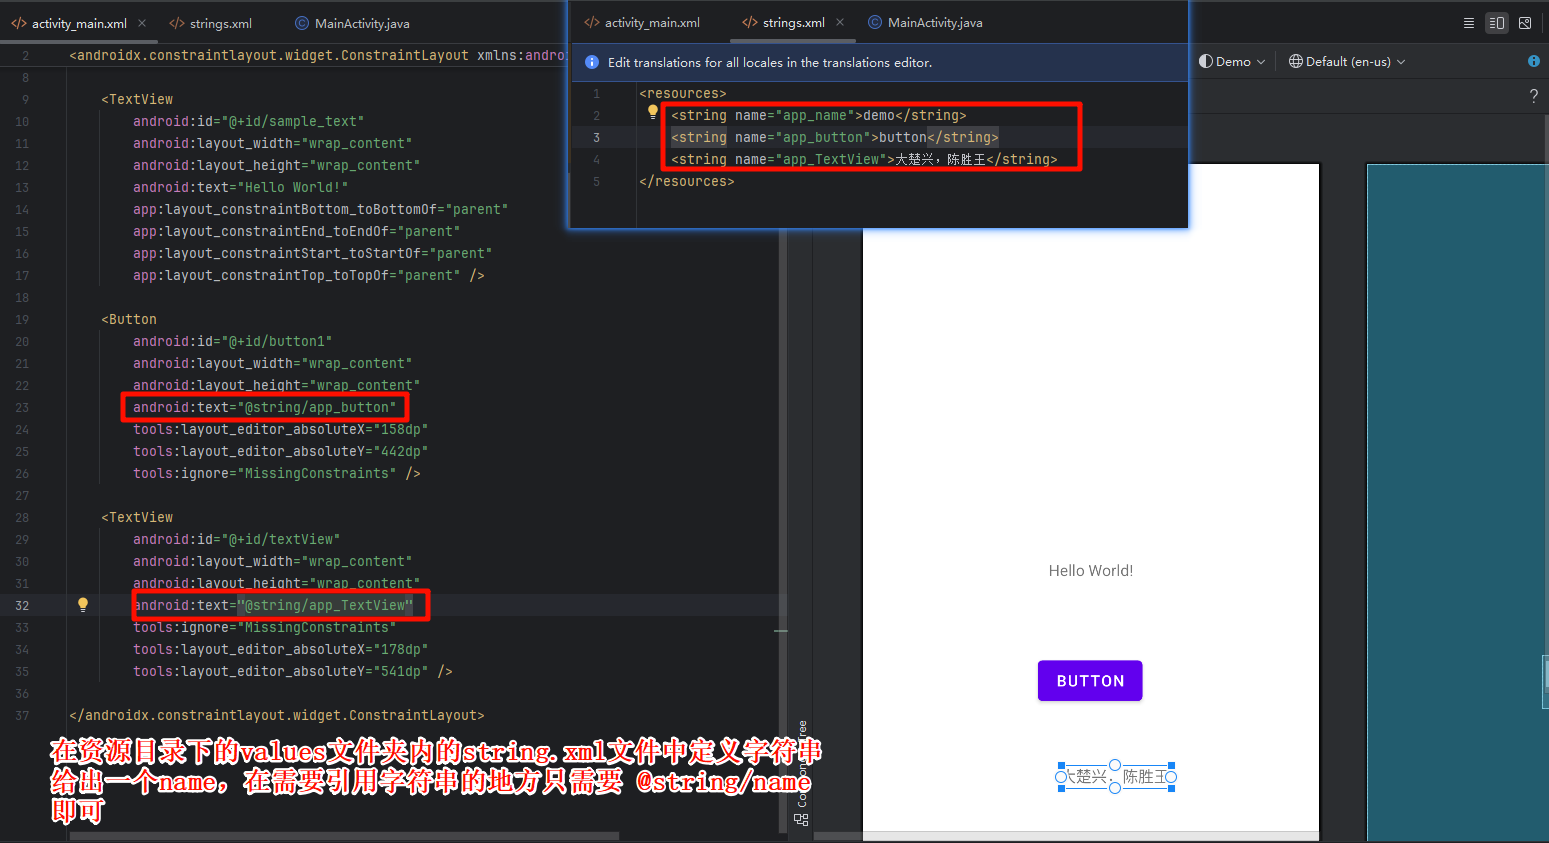 activity_main.xml
strings.xml
MainActivity.java
2 <androidx.constraintlayout.widget.ConstraintLayout xmlns:andro
8
9 <TextView
10 android:id="@+id/sample_text"
11 android:layout_width="wrap_content"
12 android:layout_height="wrap_content"
13 android:text="Hello World!"
14 app:layout_constraintBottom_toBottomOf="parent"
15 app:layout_constraintEnd_toEndOf="parent"
16 app:layout_constraintStart_toStartOf="parent"
17 app:layout_constraintTop_toTopOf="parent" />
18
19 <Button
20 android:id="@+id/button1"
21 android:layout_width="wrap_content"
22 android:layout_height="wrap_content"
23 android:text="@string/app_button"
24 tools:layout_editor_absoluteX="158dp"
25 tools:layout_editor_absoluteY="442dp"
26 tools:ignore="MissingConstraints" />
27
28 <TextView
29 android:id="@+id/textView"
30 android:layout_width="wrap_content"
31 android:layout_height="wrap_content"
32 android:text="@string/app_TextView"
33 tools:ignore="MissingConstraints"
34 tools:layout_editor_absoluteX="178dp"
35 tools:layout_editor_absoluteY="541dp" />
36
37 </androidx.constraintlayout.widget.ConstraintLayout>
在资源目录下的values文件夹内的string.xml文件中定义字符串
给出一个name，在需要引用字符串的地方只需要 @string/name
即可
activity_main.xml
strings.xml
MainActivity.java
Edit translations for all locales in the translations editor.
1 <resources>
2 <string name="app_name">demo</string>
3 <string name="app_button">button</string>
4 <string name="app_TextView">大楚兴，陈胜王</string>
5 </resources>
Demo
Default (en-us)
?
Hello World!
BUTTON
大楚兴，陈胜王